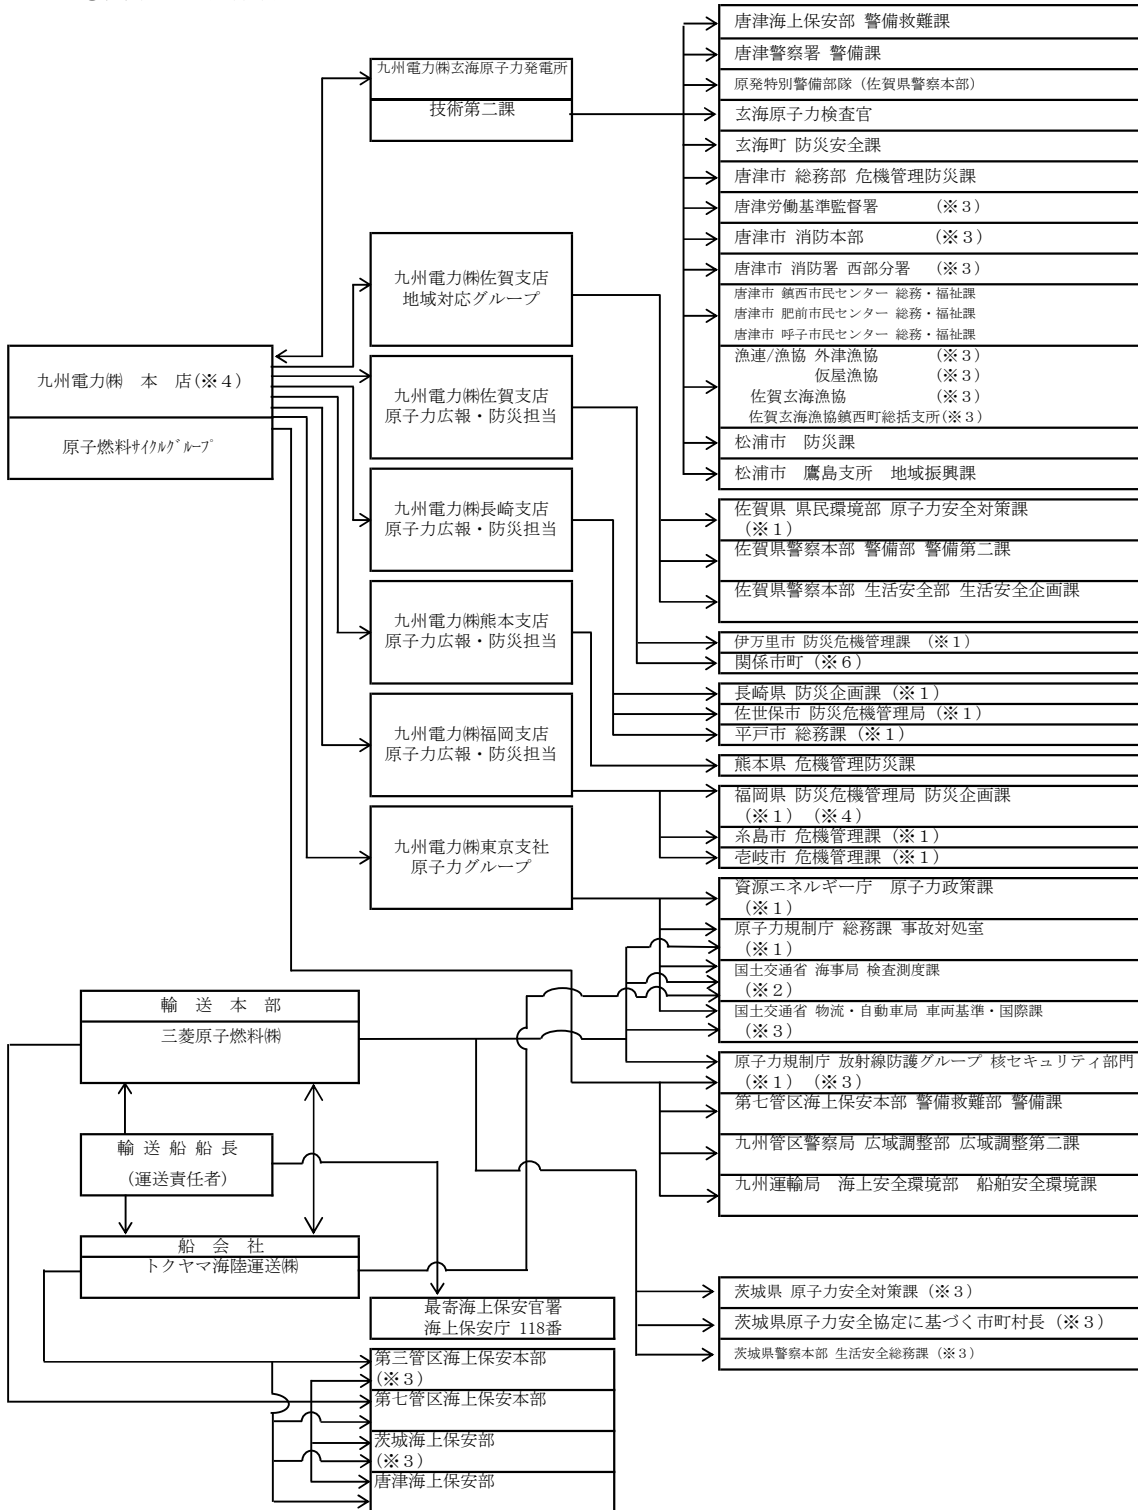 九州電力㈱玄海原子力発電所
技術第二課
九州電力㈱佐賀支店
地域対応グループ
九州電力㈱　本　店(※４)
原子燃料ｻｲｸﾙｸﾞﾙｰﾌﾟ
九州電力㈱佐賀支店
原子力広報・防災担当
九州電力㈱長崎支店
原子力広報・防災担当
九州電力㈱熊本支店
原子力広報・防災担当
九州電力㈱福岡支店
原子力広報・防災担当
九州電力㈱東京支社
原子力グループ
輸　送　本　部
三菱原子燃料㈱
輸 送 船 船 長
(運送責任者)
船　会　社
トクヤマ海陸運送㈱
最寄海上保安官署
海上保安庁 118番
第三管区海上保安本部
(※３)
第七管区海上保安本部
茨城海上保安部
(※３)
唐津海上保安部
唐津海上保安部 警備救難課
唐津警察署 警備課
原発特別警備部隊（佐賀県警察本部）
玄海原子力検査官
玄海町 防災安全課
唐津市 総務部 危機管理防災課
唐津労働基準監督署　（※３）
唐津市 消防本部　（※３）
唐津市 消防署 西部分署　（※３）
唐津市 鎮西市民センター 総務・福祉課
唐津市 肥前市民センター 総務・福祉課
唐津市 呼子市民センター 総務・福祉課
漁連/漁協 外津漁協　（※３）
仮屋漁協　（※３）
佐賀玄海漁協　（※３）
佐賀玄海漁協鎮西町総括支所(※３)
松浦市　防災課
松浦市　鷹島支所　地域振興課
佐賀県 県民環境部 原子力安全対策課
（※１）
佐賀県警察本部 警備部 警備第二課
佐賀県警察本部 生活安全部 生活安全企画課
伊万里市 防災危機管理課 （※１）
関係市町（※６）
長崎県 防災企画課（※１）
佐世保市 防災危機管理局（※１）
平戸市 総務課（※１）
熊本県 危機管理防災課
福岡県 防災危機管理局 防災企画課
（※１）（※４）
糸島市 危機管理課（※１）
壱岐市 危機管理課（※１）
資源エネルギー庁　原子力政策課
（※１）
原子力規制庁 総務課 事故対処室
（※１）
国土交通省 海事局 検査測度課
（※２）
国土交通省 物流・自動車局 車両基準・国際課
（※３）
原子力規制庁 放射線防護グループ 核セキュリティ部門
（※１）（※３）
第七管区海上保安本部 警備救難部 警備課
九州管区警察局 広域調整部 広域調整第二課
九州運輸局　海上安全環境部　船舶安全環境課
茨城県 原子力安全対策課（※３）
茨城県原子力安全協定に基づく市町村長（※３）
茨城県警察本部 生活安全総務課（※３）